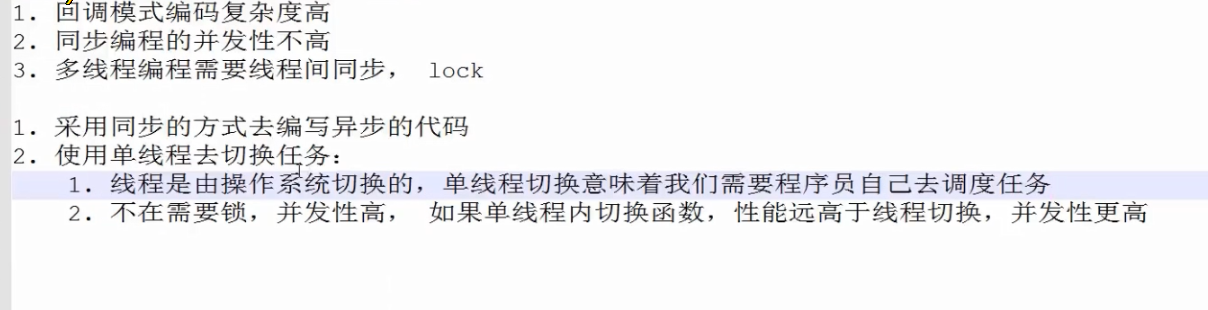 1. 回调模式编码复杂度高
2. 同步编程的并发性不高
3. 多线程编程需要线程间同步， lock
1. 采用同步的方式去编写异步的代码
2. 使用单线程去切换任务：
1. 线程是由操作系统切换的，单线程切换意味着我们需要程序员自己去调度任务
2. 不在需要锁，并发性高， 如果单线程内切换函数，性能远高于线程切换，并发性更高